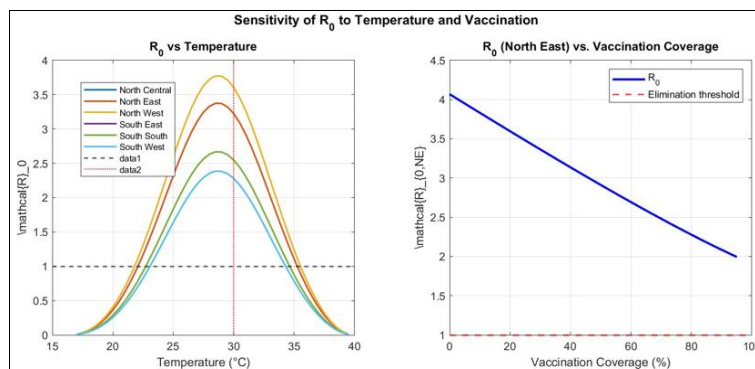 Sensitivity of R0 to Temperature and Vaccination
R0 vs Temperature
4
3.5
3
2.5
2
1.5
1
0.5
0
\mathcal{R}_0
North Central
North East
North West
South East
South South
South West
data1
data2
15 20 25 30 35 40
Temperature (°C)
R0 (North East) vs. Vaccination Coverage
4.5
4
3.5
3
2.5
2
1.5
1
\mathcal{R}_{0,NE}
R0
Elimination threshold
0 20 40 60 80 100
Vaccination Coverage (%)